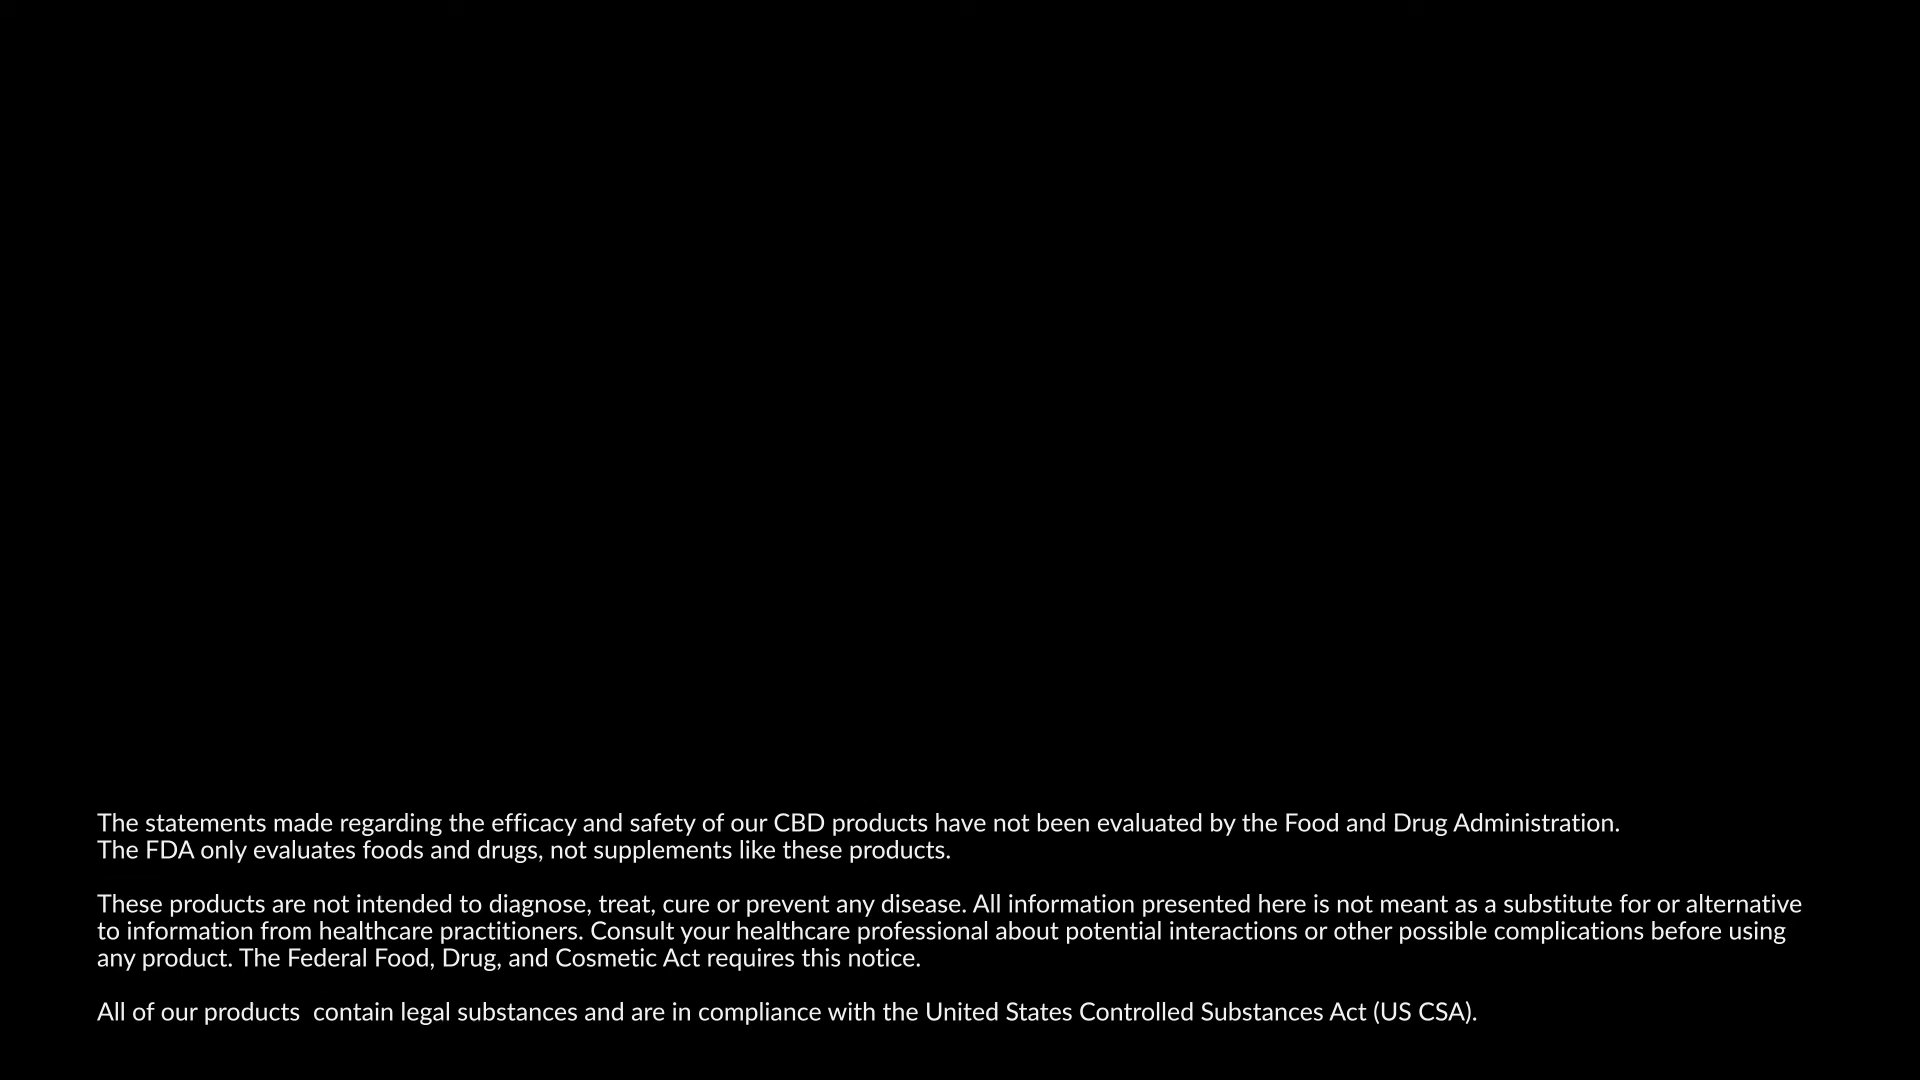 The statements made regarding the efficacy and safety of our CBD products have not been evaluated by the Food and Drug Administration.
The FDA only evaluates foods and drugs, not supplements like these products.
These products are not intended to diagnose, treat, cure or prevent any disease. All information presented here is not meant as a substitute for or alternative
to information from healthcare practitioners. Consult your healthcare professional about potential interactions or other possible complications before using
any product. The Federal Food, Drug, and Cosmetic Act requires this notice.
All of our products  contain legal substances and are in compliance with the United States Controlled Substances Act (US CSA).